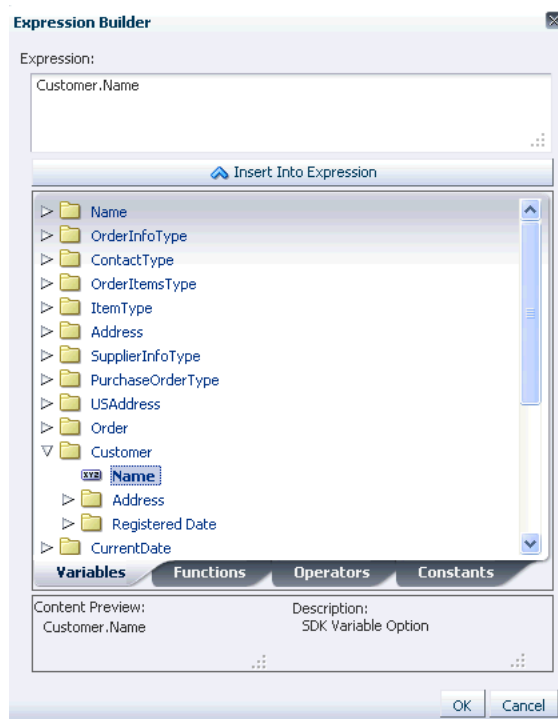 Expression Builder
Expression:
Customer.Name
Insert Into Expression
Name
OrderInfoType
ContactType
OrderItemsType
ItemType
Address
SupplierInfoType
PurchaseOrderType
USAddress
Order
Customer
XYZ Name
Address
Registered Date
CurrentDate
Variables Functions Operators Constants
Content Preview: Description:
Customer.Name SDK Variable Option
OK Cancel